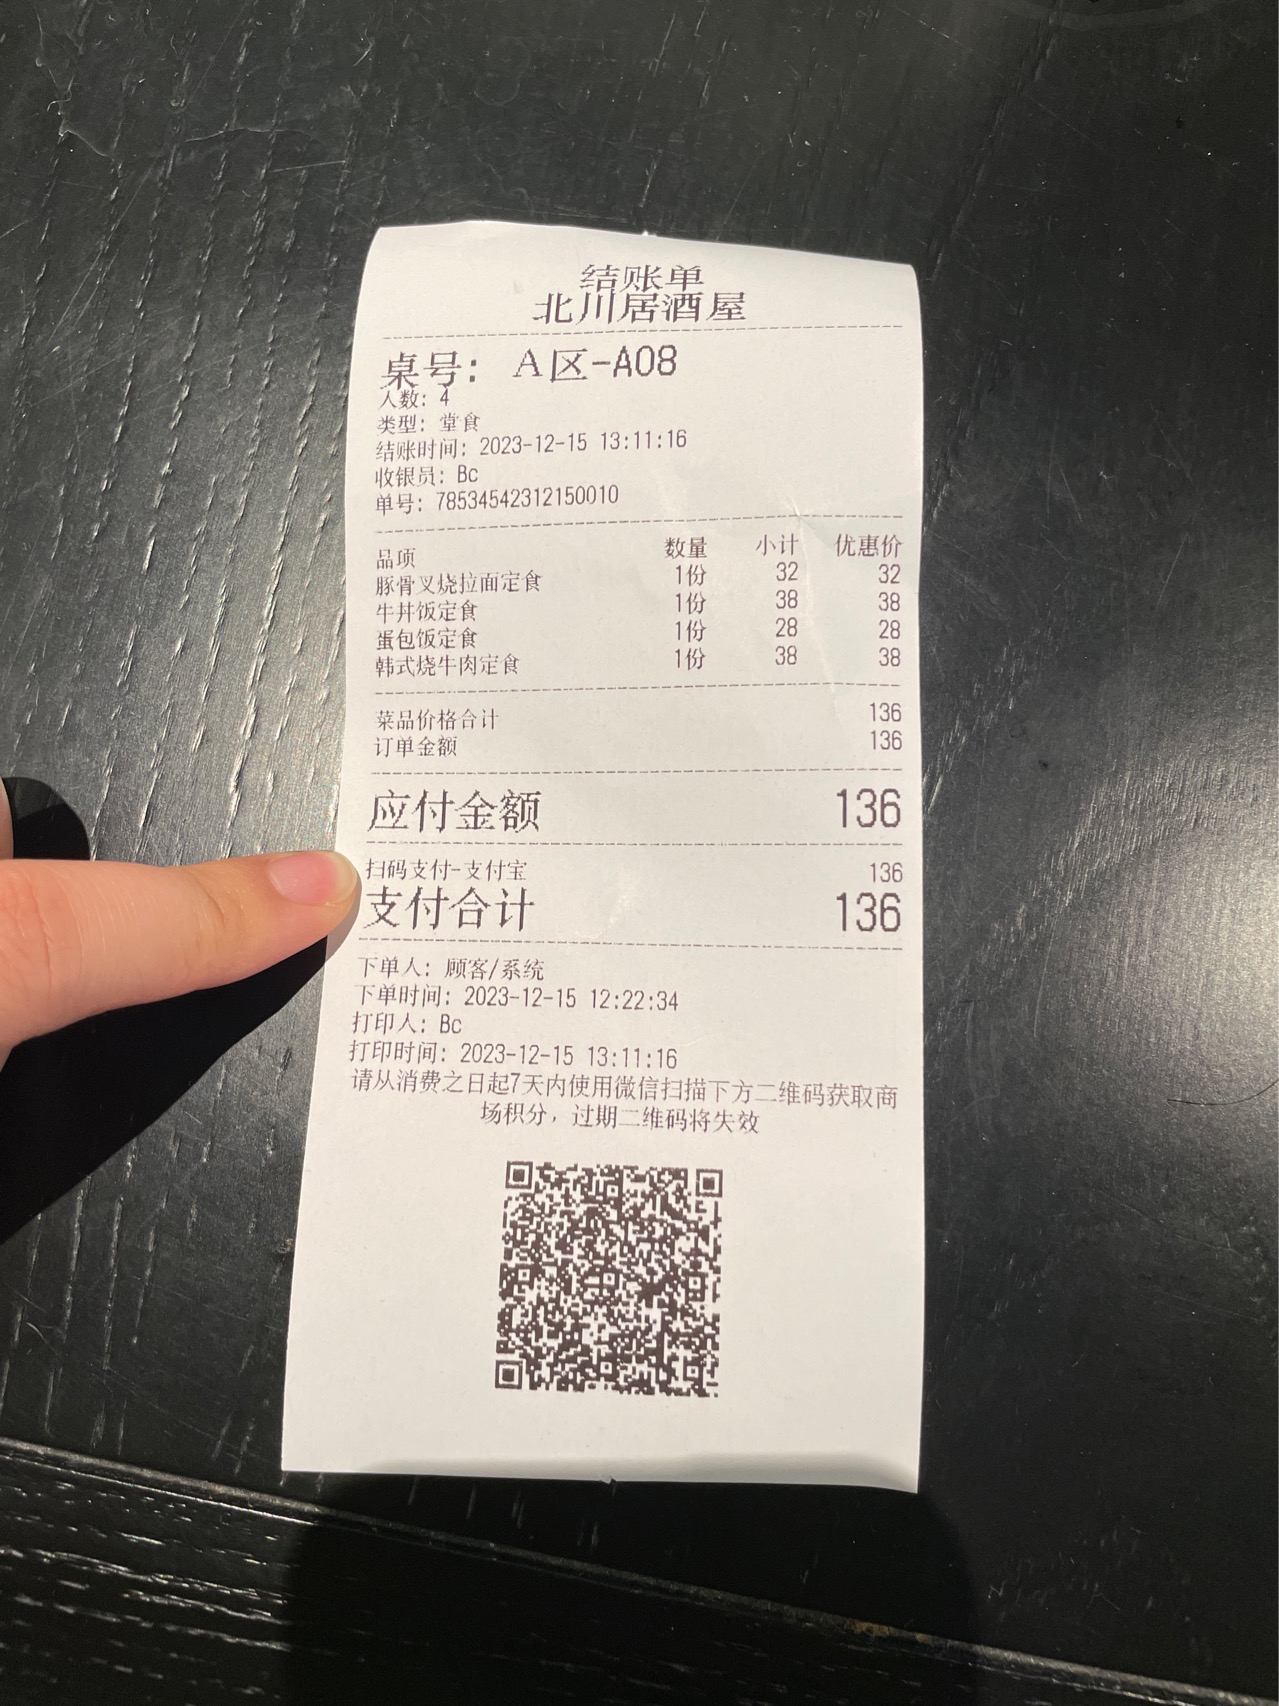 结账单
北川居酒屋
桌号: A区-A08
人数: 4
类型: 堂食
结账时间: 2023-12-15 13:11:16
收银员: Bc
单号: 78534542312150010
品项 数量 小计 优惠价
豚骨叉烧拉面定食 1份 32 32
牛丼饭定食 1份 38 38
蛋包饭定食 1份 28 28
韩式烧牛肉定食 1份 38 38
菜品价格合计 136
订单金额 136
应付金额 136
扫码支付-支付宝 136
支付合计 136
下单人: 顾客/系统
下单时间: 2023-12-15 12:22:34
打印人: Bc
打印时间: 2023-12-15 13:11:16
请从消费之日起7天内使用微信扫描下方二维码获取商
场积分，过期二维码将失效